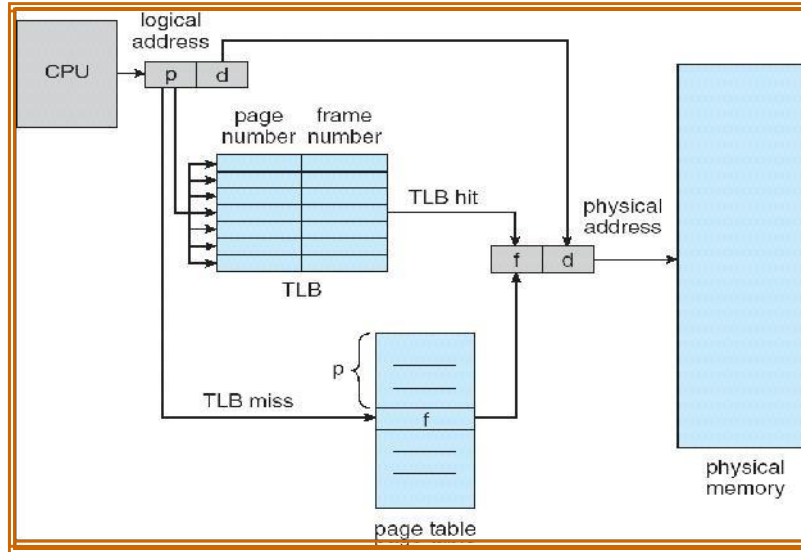 logical
address
CPU
p
d
page
number
frame
number
TLB hit
physical
address
f
d
TLB
p
TLB miss
f
physical
memory
page table